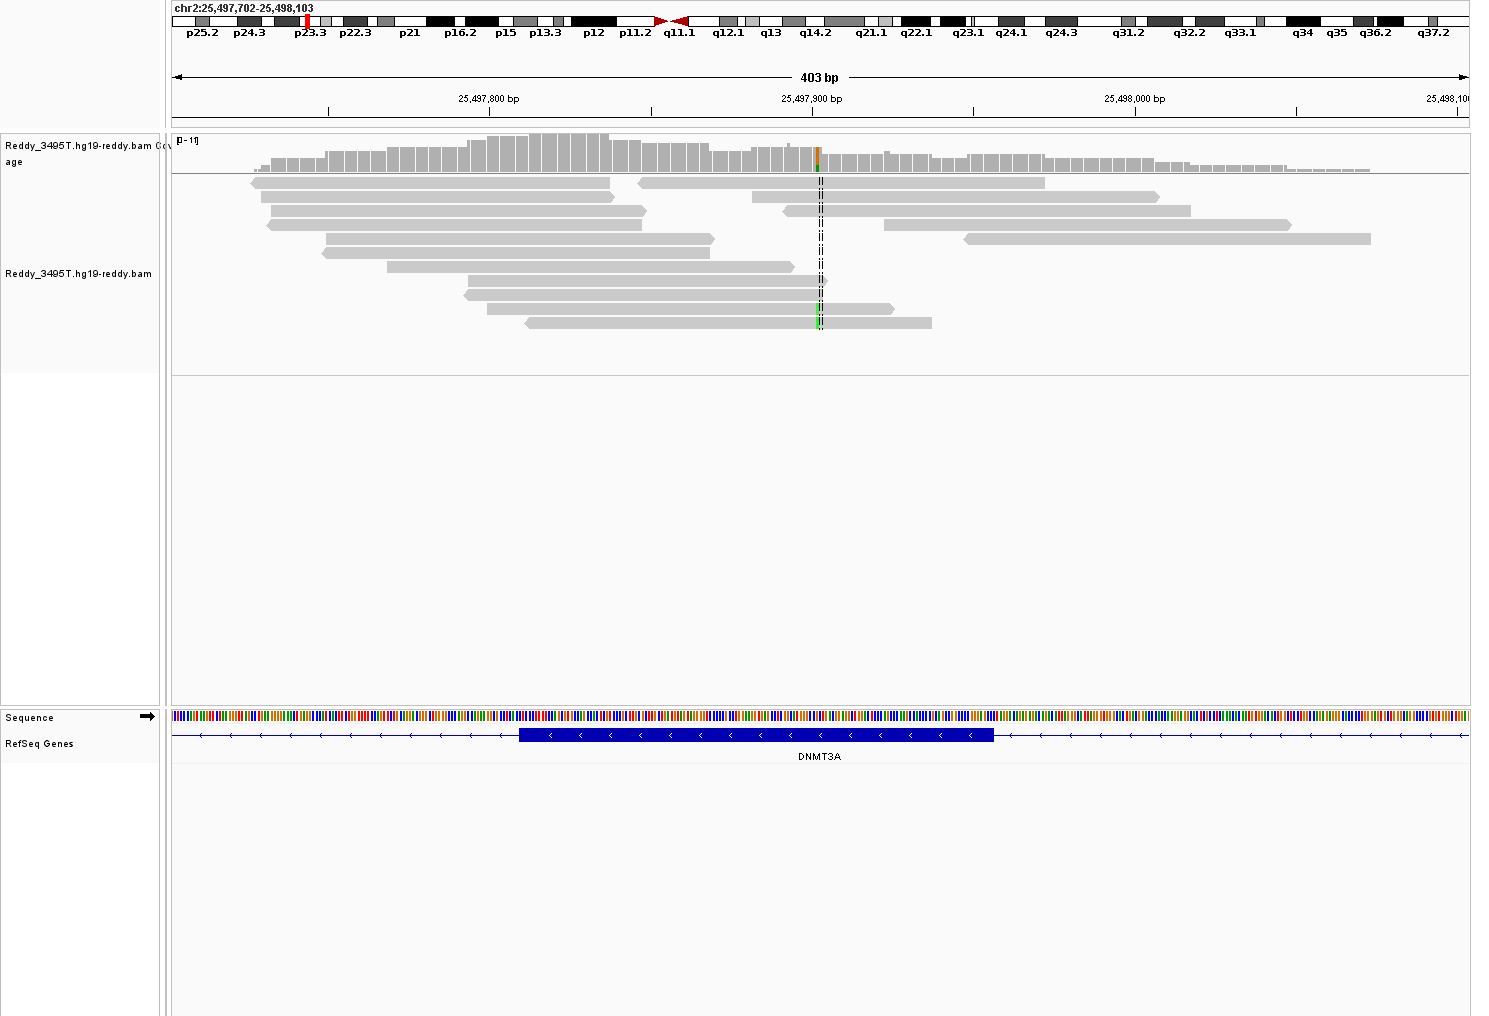 chr2:25,497,702-25,498,103
p25.2 p24.3 p23.3 p22.3 p21 p16.2 p15 p13.3 p12 p11.2 q11.1 q12.1 q13 q14.2 q21.1 q22.1 q23.1 q24.1 q24.3 q31.2 q32.2 q33.1 q34 q35 q36.2 q37.2
403 bp
25,497,800 bp 25,497,900 bp 25,498,000 bp 25,498,100
Reddy_3495T.hg19-reddy.bam Cov
age
[0 - 11]
Reddy_3495T.hg19-reddy.bam
Sequence
RefSeq Genes
DNMT3A